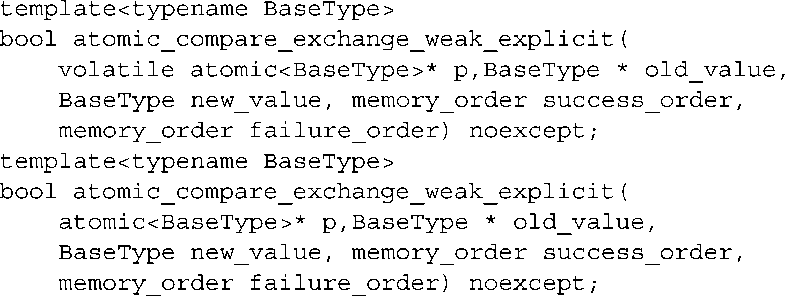 template<typename BaseType>
bool atomic_compare_exchange_weak_explicit(
    volatile atomic<BaseType>* p,BaseType * old_value,
    BaseType new_value, memory_order success_order,
    memory_order failure_order) noexcept;
template<typename BaseType>
bool atomic_compare_exchange_weak_explicit(
    atomic<BaseType>* p,BaseType * old_value,
    BaseType new_value, memory_order success_order,
    memory_order failure_order) noexcept;